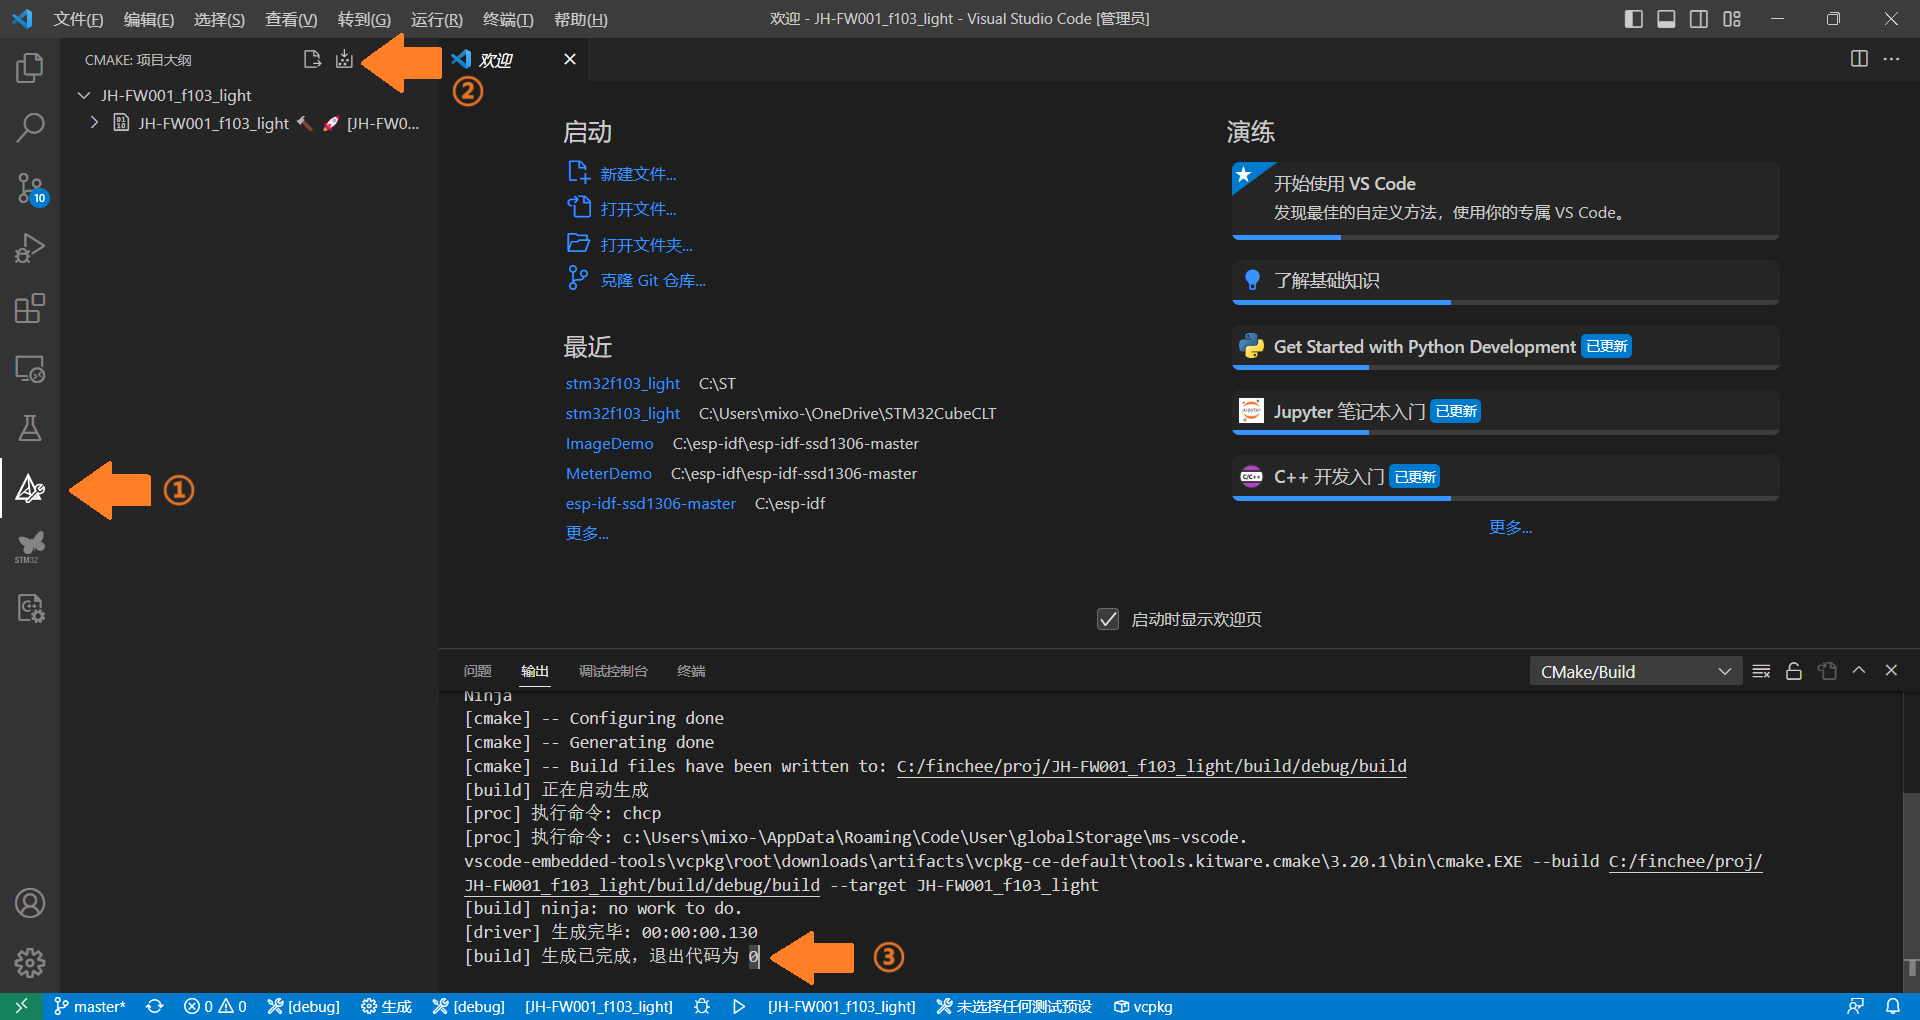 文件(F) 编辑(E) 选择(S) 查看(V) 转到(G) 运行(R) 终端(T) 帮助(H)
欢迎 - JH-FW001_f103_light - Visual Studio Code [管理员]
CMAKE: 项目大纲
欢迎
②
JH-FW001_f103_light
JH-FW001_f103_light [JH-FW0...
10
①
STM32
启动
新建文件...
打开文件...
打开文件夹...
克隆 Git 仓库...
最近
stm32f103_light C:\ST
stm32f103_light C:\Users\mixo-\OneDrive\STM32CubeCLT
ImageDemo C:\esp-idf\esp-idf-ssd1306-master
MeterDemo C:\esp-idf\esp-idf-ssd1306-master
esp-idf-ssd1306-master C:\esp-idf
更多...
演练
开始使用 VS Code
发现最佳的自定义方法，使用你的专属 VS Code。
了解基础知识
Get Started with Python Development 已更新
jupyter Jupyter 笔记本入门 已更新
C/C++ C++ 开发入门 已更新
更多...
启动时显示欢迎页
问题 输出 调试控制台 终端
CMake/Build
Ninja
[cmake] -- Configuring done
[cmake] -- Generating done
[cmake] -- Build files have been written to: C:/finchee/proj/JH-FW001_f103_light/build/debug/build
[build] 正在启动生成
[proc] 执行命令: chcp
[proc] 执行命令: c:\Users\mixo-\AppData\Roaming\Code\User\globalStorage\ms-vscode.
vscode-embedded-tools\vcpkg\root\downloads\artifacts\vcpkg-ce-default\tools.kitware.cmake\3.20.1\bin\cmake.EXE --build C:/finchee/proj/
JH-FW001_f103_light/build/debug/build --target JH-FW001_f103_light
[build] ninja: no work to do.
[driver] 生成完毕: 00:00:00.130
[build] 生成已完成，退出代码为 0
③
master* 0 0 [debug] 生成 [debug] [JH-FW001_f103_light] [JH-FW001_f103_light] 未选择任何测试预设 vcpkg